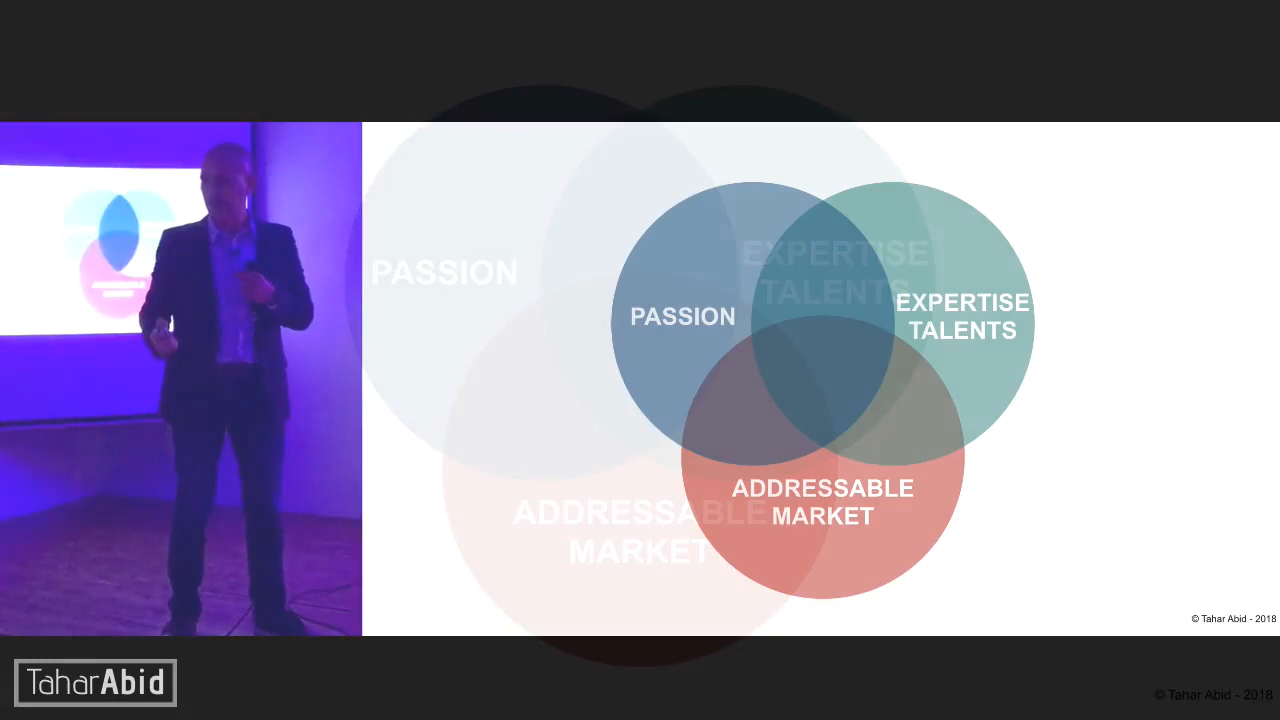 PASSION
EXPERTISE
TALENTS
ADDRESSABLE
MARKET
PASSION
EXPERTISE
TALENTS
ADDRESSABLE
MARKET
© Tahar Abid - 2018
TaharAbid
© Tahar Abid - 2018